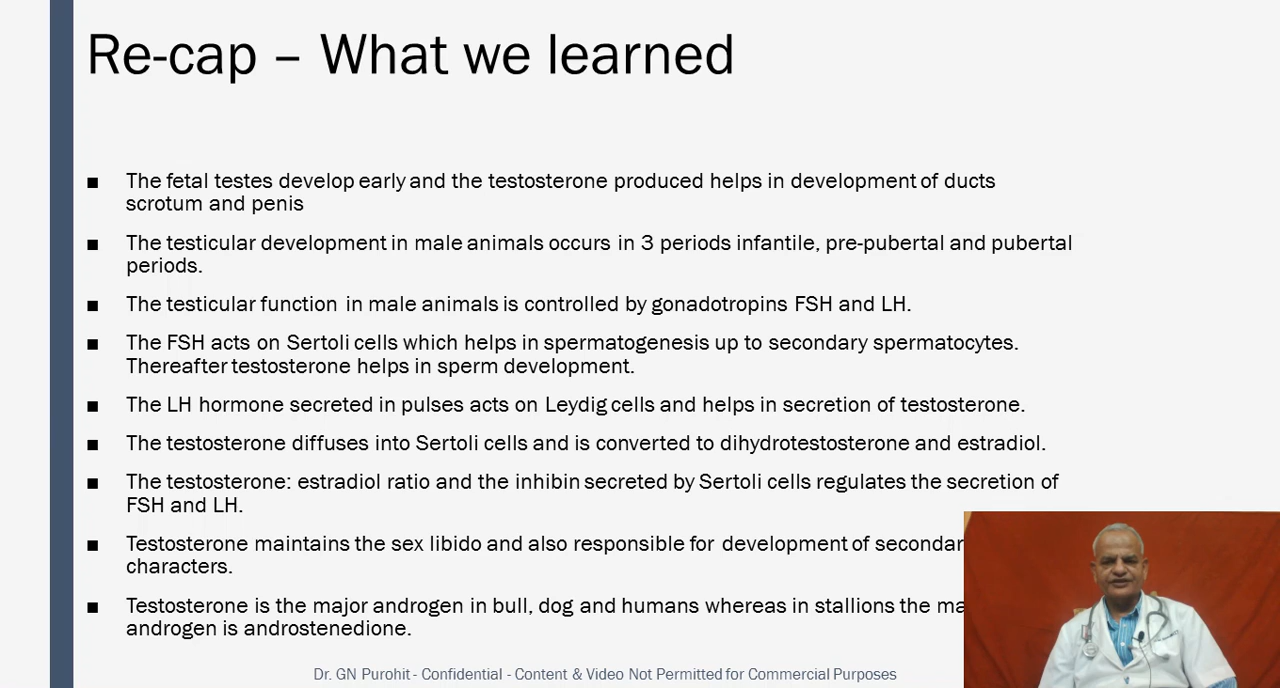 Re-cap – What we learned
■ The fetal testes develop early and the testosterone produced helps in development of ducts
scrotum and penis
■ The testicular development in male animals occurs in 3 periods infantile, pre-pubertal and pubertal
periods.
■ The testicular function in male animals is controlled by gonadotropins FSH and LH.
■ The FSH acts on Sertoli cells which helps in spermatogenesis up to secondary spermatocytes.
Thereafter testosterone helps in sperm development.
■ The LH hormone secreted in pulses acts on Leydig cells and helps in secretion of testosterone.
■ The testosterone diffuses into Sertoli cells and is converted to dihydrotestosterone and estradiol.
■ The testosterone: estradiol ratio and the inhibin secreted by Sertoli cells regulates the secretion of
FSH and LH.
■ Testosterone maintains the sex libido and also responsible for development of
characters.
■ Testosterone is the major androgen in bull, dog and humans whereas in stallions the
androgen is androstenedione.
Dr. GN Purohit - Confidential - Content & Video Not Permitted for Commercial Purposes